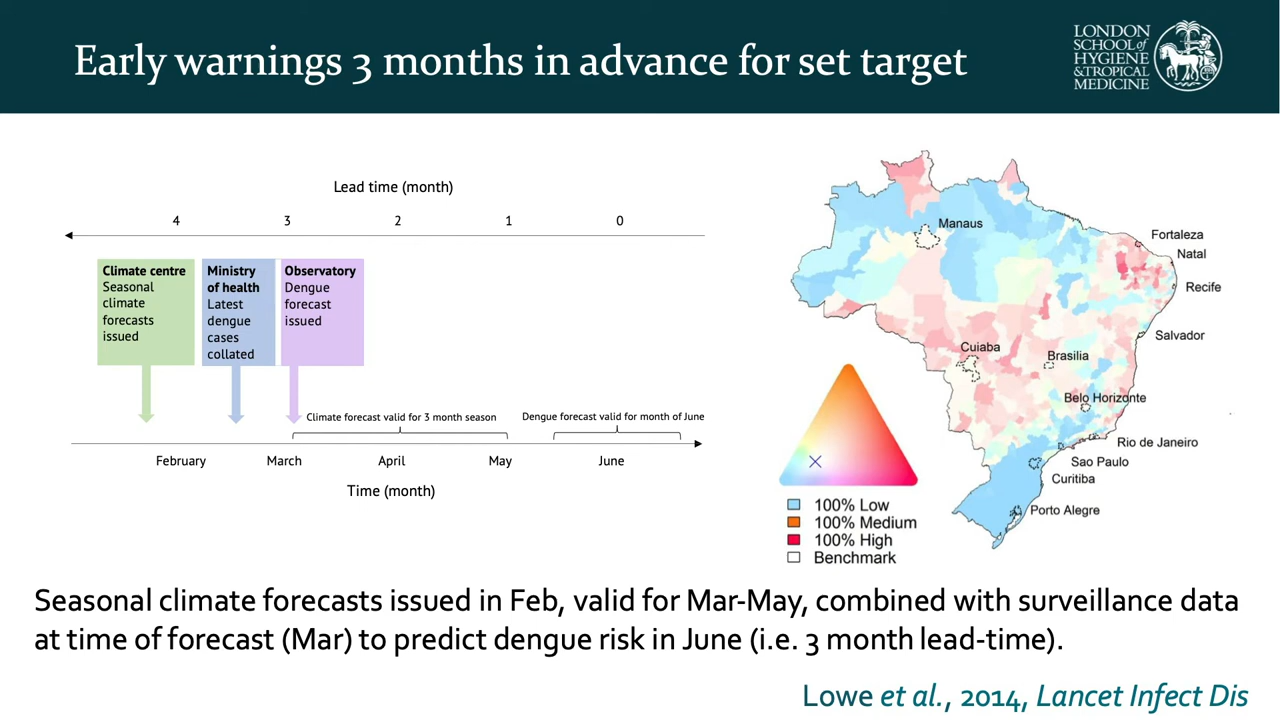 Early warnings 3 months in advance for set target
LONDON
SCHOOL of
HYGIENE
& TROPICAL
MEDICINE
Lead time (month)
4 3 2 1 0
Climate centre
Seasonal
climate
forecasts
issued
Ministry
of health
Latest
dengue
cases
collated
Observatory
Dengue
forecast
issued
Climate forecast valid for 3 month season
Dengue forecast valid for month of June
February March April May June
Time (month)
Manaus
Fortaleza
Natal
Recife
Salvador
Cuiaba
Brasilia
Belo Horizonte
Rio de Janeiro
Sao Paulo
Curitiba
Porto Alegre
100% Low
100% Medium
100% High
Benchmark
Seasonal climate forecasts issued in Feb, valid for Mar-May, combined with surveillance data
at time of forecast (Mar) to predict dengue risk in June (i.e. 3 month lead-time).
Lowe et al., 2014, Lancet Infect Dis